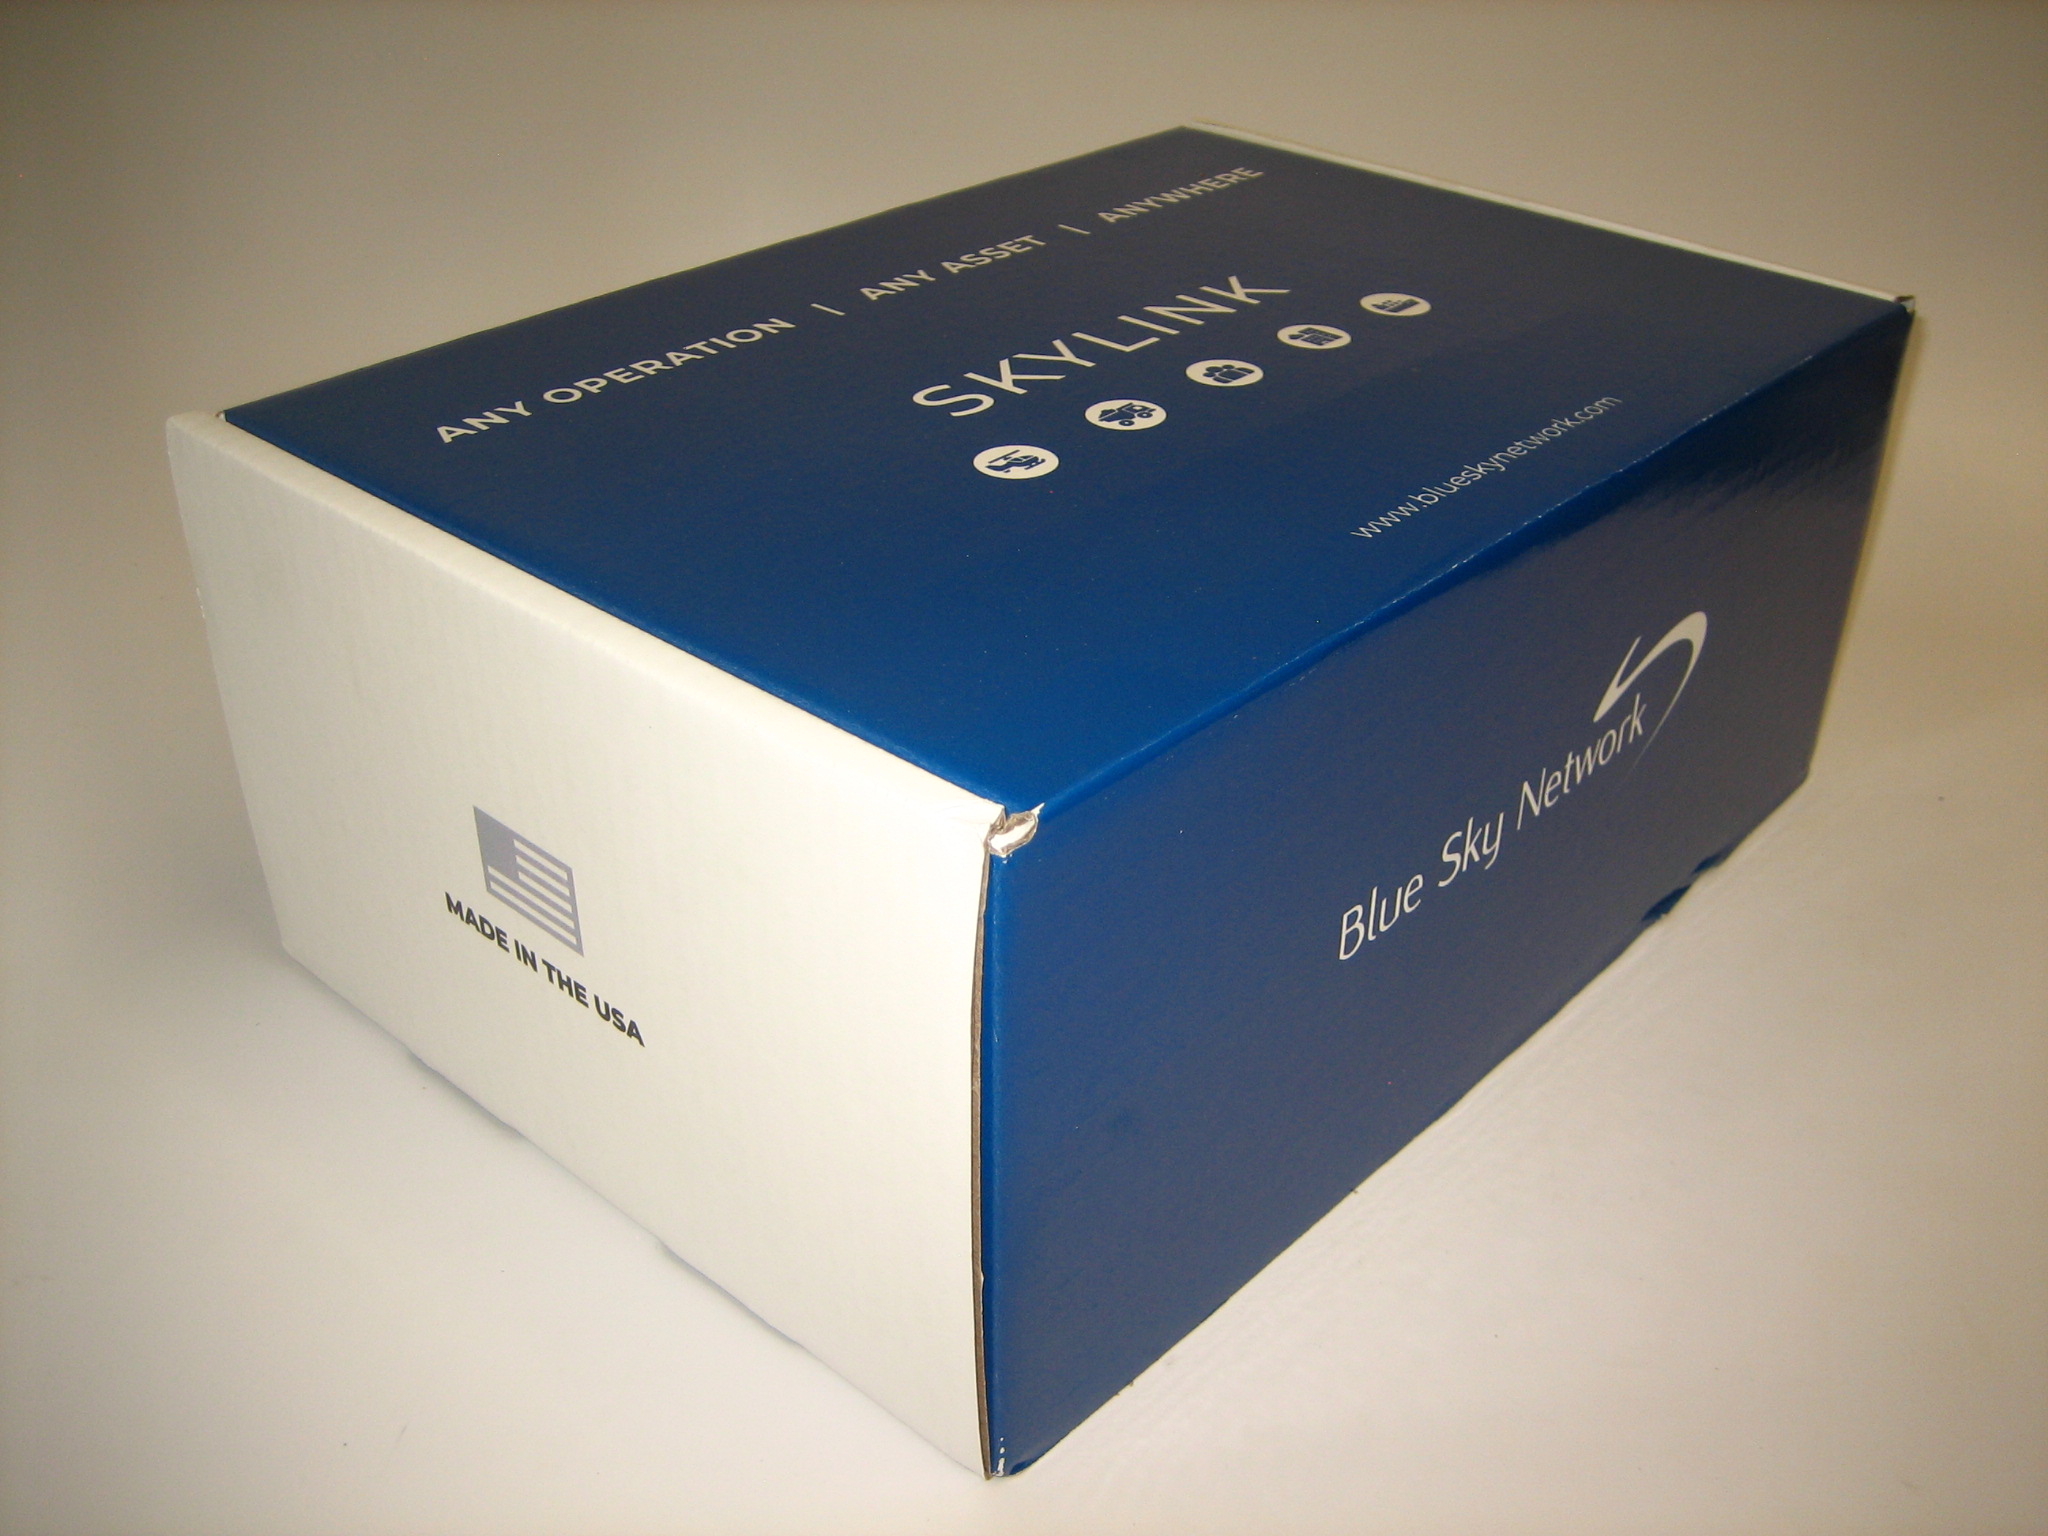 ANY OPERATION | ANY ASSET | ANYWHERE
SKYLINK
www.blueskynetwork.com
Blue Sky Network
MADE IN THE USA